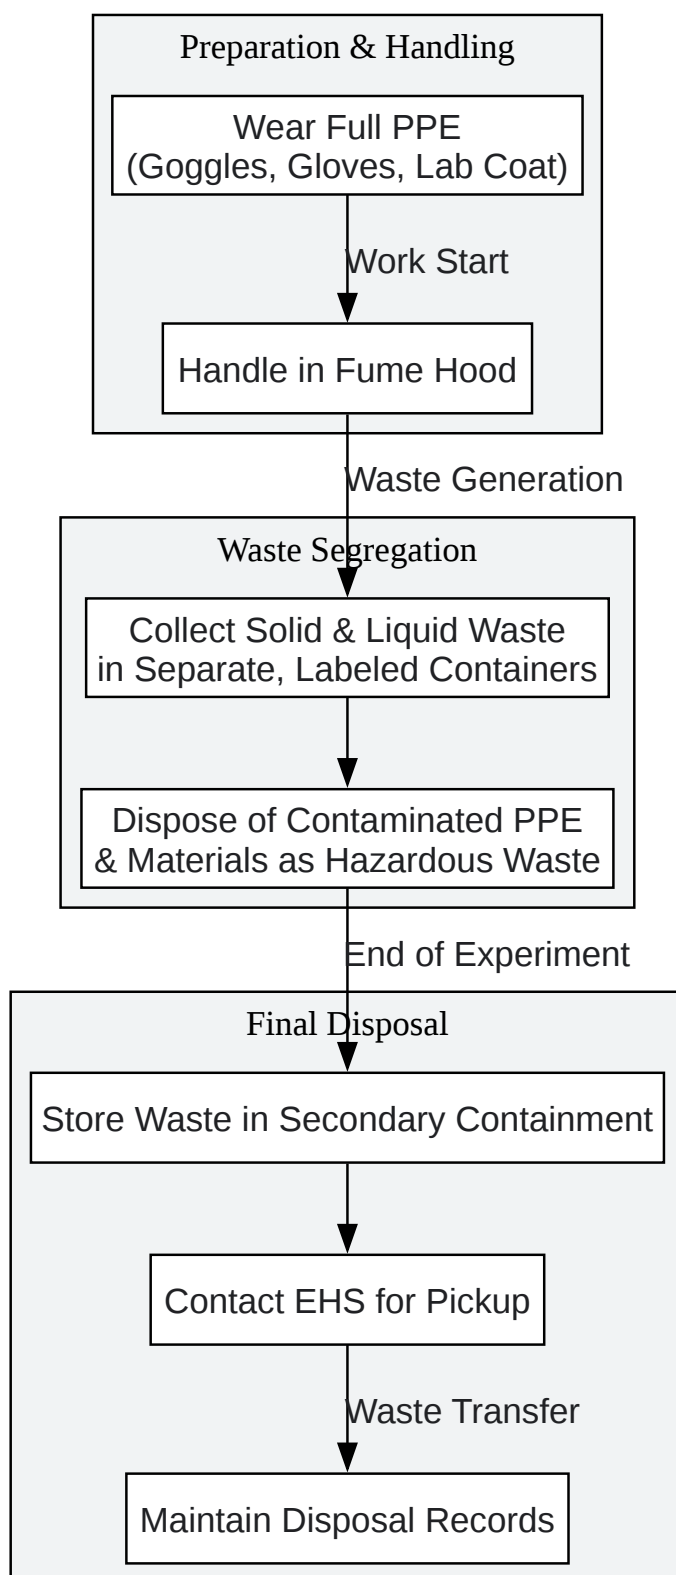 Preparation & Handling
Wear Full PPE
(Goggles, Gloves, Lab Coat)
Work Start
Handle in Fume Hood
Waste Generation
Waste Segregation
Collect Solid & Liquid Waste
in Separate, Labeled Containers
Dispose of Contaminated PPE
& Materials as Hazardous Waste
End of Experiment
Final Disposal
Store Waste in Secondary Containment
Contact EHS for Pickup
Waste Transfer
Maintain Disposal Records